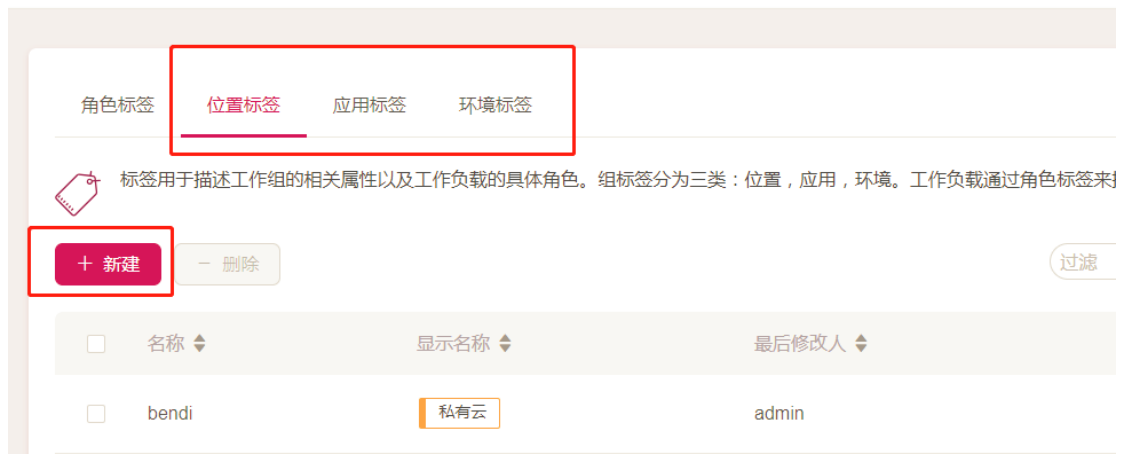 角色标签 位置标签 应用标签 环境标签
标签用于描述工作组的相关属性以及工作负载的具体角色。组标签分为三类：位置，应用，环境。工作负载通过角色标签来
+ 新建 − 删除 过滤
名称 显示名称 最后修改人
bendi 私有云 admin